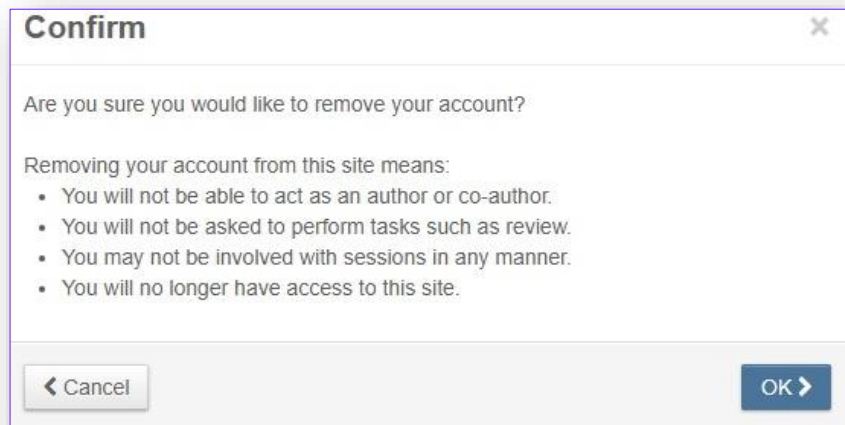 Confirm ×
Are you sure you would like to remove your account?
Removing your account from this site means:
• You will not be able to act as an author or co-author.
• You will not be asked to perform tasks such as review.
• You may not be involved with sessions in any manner.
• You will no longer have access to this site.
Cancel OK